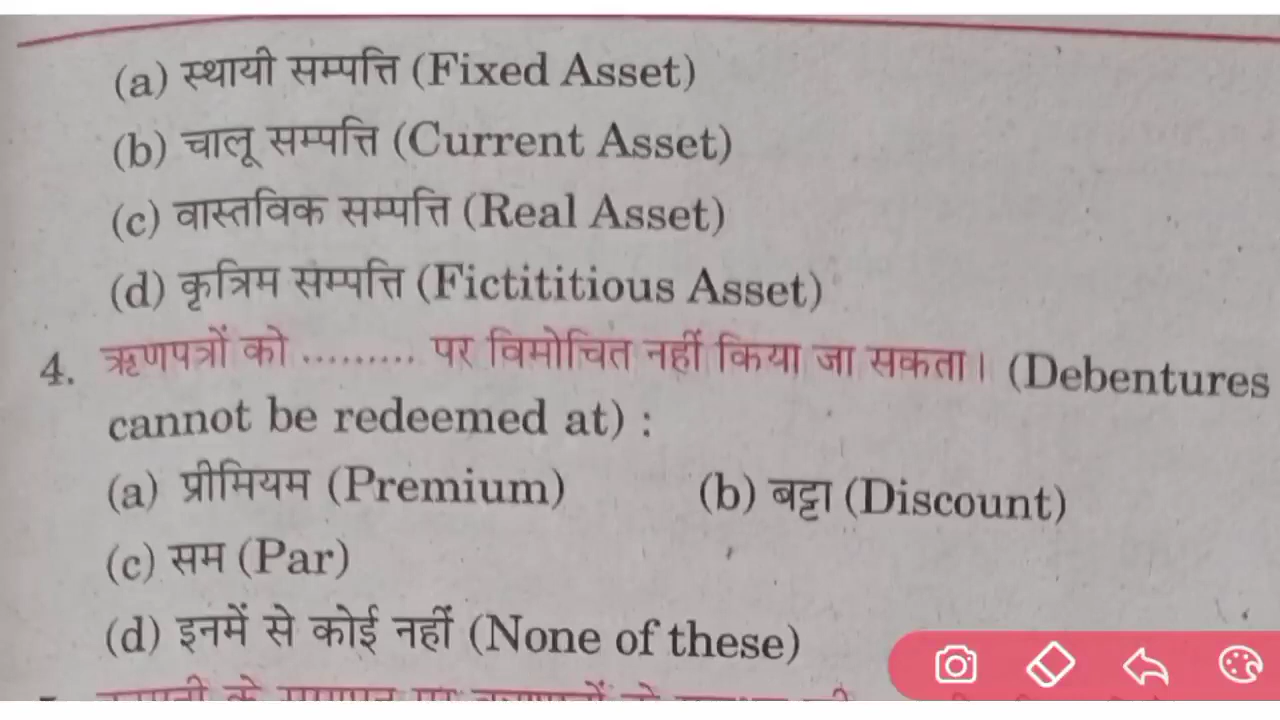 (a) स्थायी सम्पत्ति (Fixed Asset)
(b) चालू सम्पत्ति (Current Asset)
(c) वास्तविक सम्पत्ति (Real Asset)
(d) कृत्रिम सम्पत्ति (Fictititious Asset)
4. ऋणपत्रों को ......... पर विमोचित नहीं किया जा सकता। (Debentures
cannot be redeemed at) :
(a) प्रीमियम (Premium) (b) बट्टा (Discount)
(c) सम (Par)
(d) इनमें से कोई नहीं (None of these)